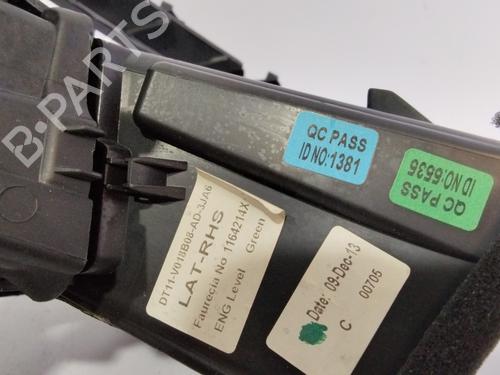 B-PARTS
QC PASS
ID NO:1381
QC PASS
ID NO:6636
DT11-V018B08-AD-3JA6
LAT-RHS
Faurecia No 1164214X
ENG Level Green
Date: 09-Dec-13
C 00705